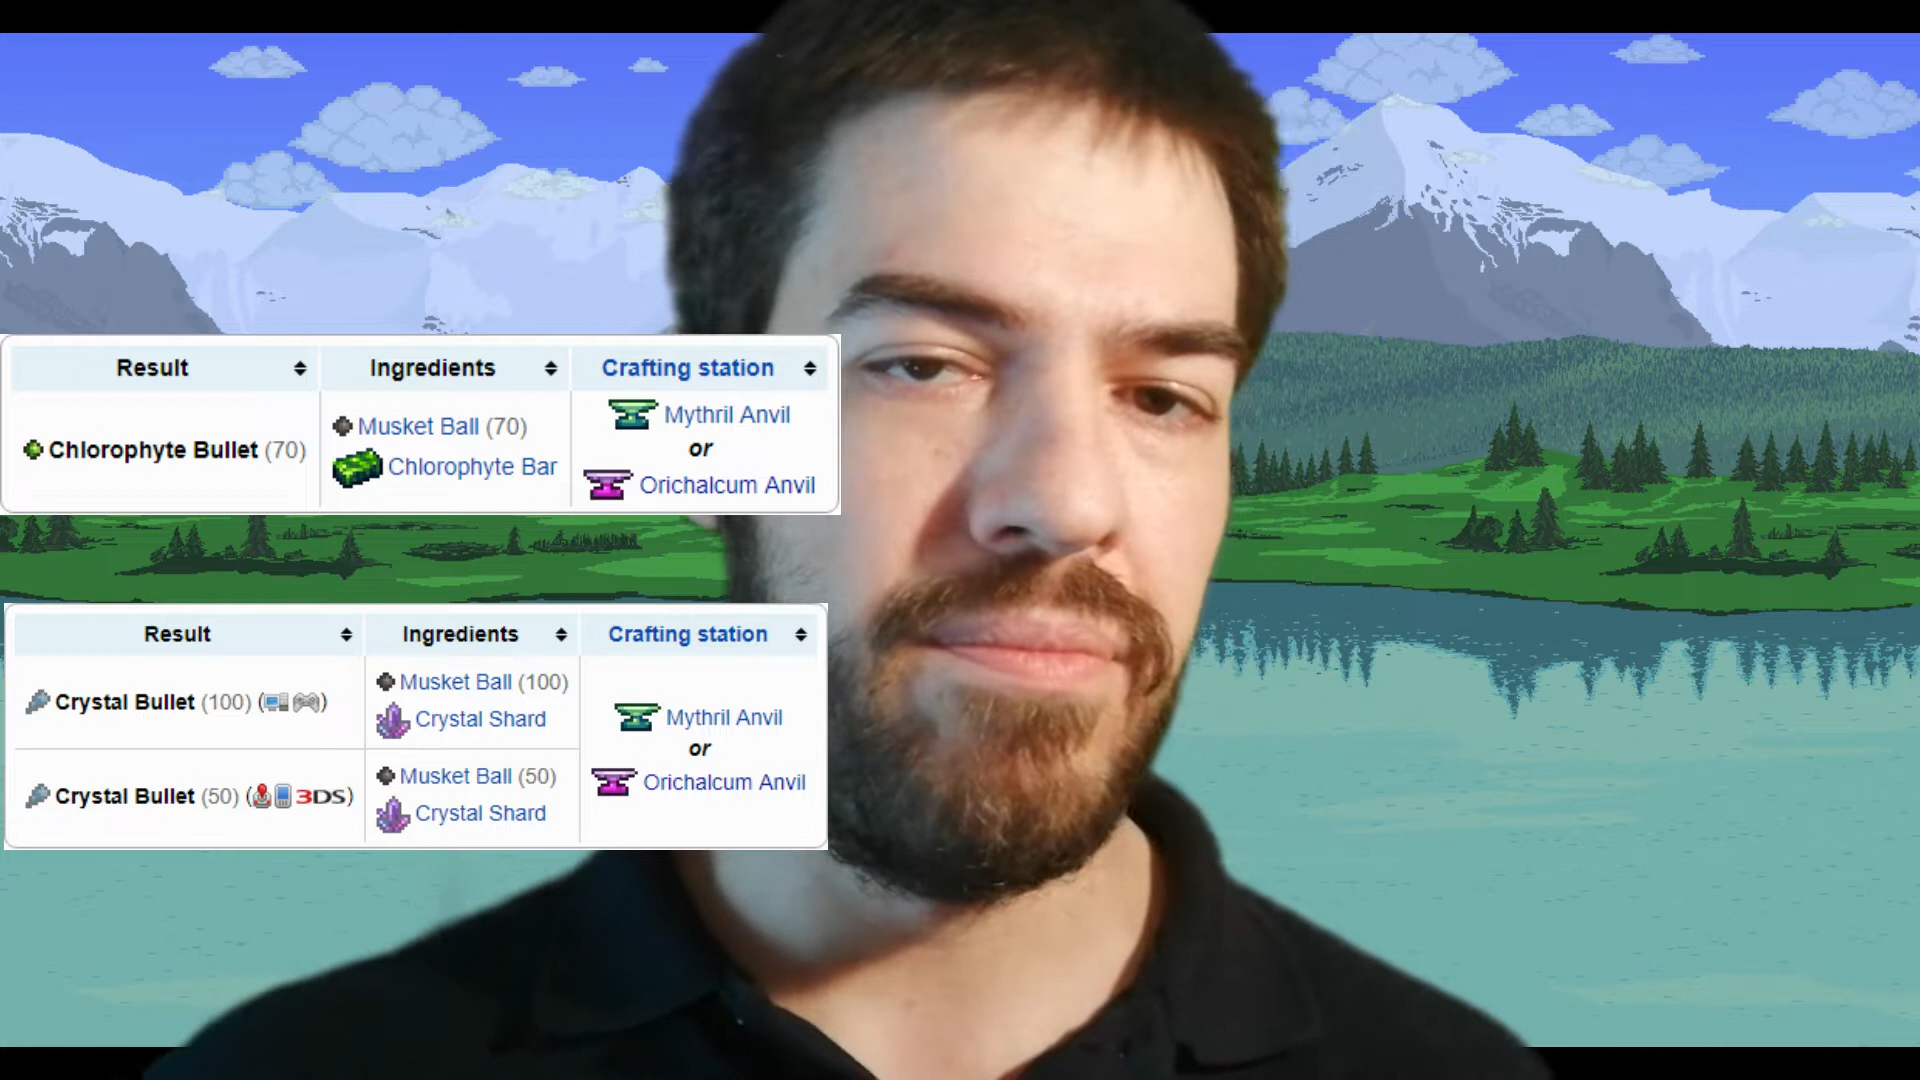 Result Ingredients Crafting station
Chlorophyte Bullet (70)
Musket Ball (70)
Chlorophyte Bar
Mythril Anvil
or
Orichalcum Anvil
Result Ingredients Crafting station
Crystal Bullet (100) ()
Musket Ball (100)
Crystal Shard
Crystal Bullet (50) (3DS)
Musket Ball (50)
Crystal Shard
Mythril Anvil
or
Orichalcum Anvil